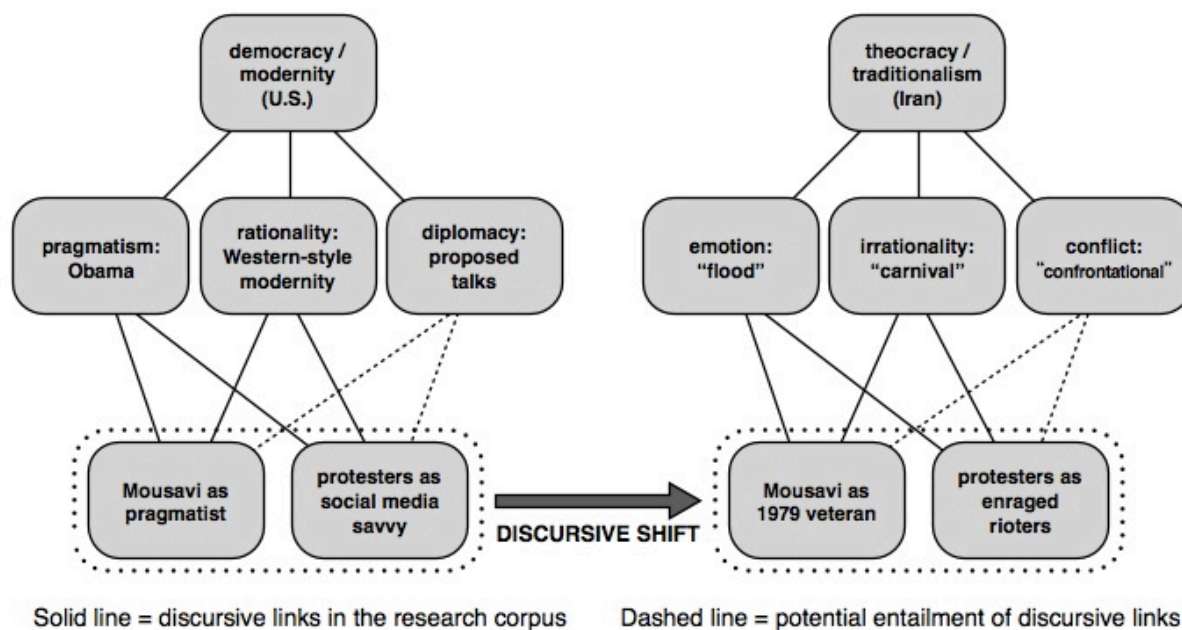 democracy /
modernity
(U.S.)
theocracy /
traditionalism
(Iran)
pragmatism:
Obama
rationality:
Western-style
modernity
diplomacy:
proposed
talks
emotion:
“flood”
irrationality:
“carnival”
conflict:
“confrontational”
Mousavi as
pragmatist
protesters as
social media
savvy
DISCURSIVE SHIFT
Mousavi as
1979 veteran
protesters as
enraged
rioters
Solid line = discursive links in the research corpus
Dashed line = potential entailment of discursive links